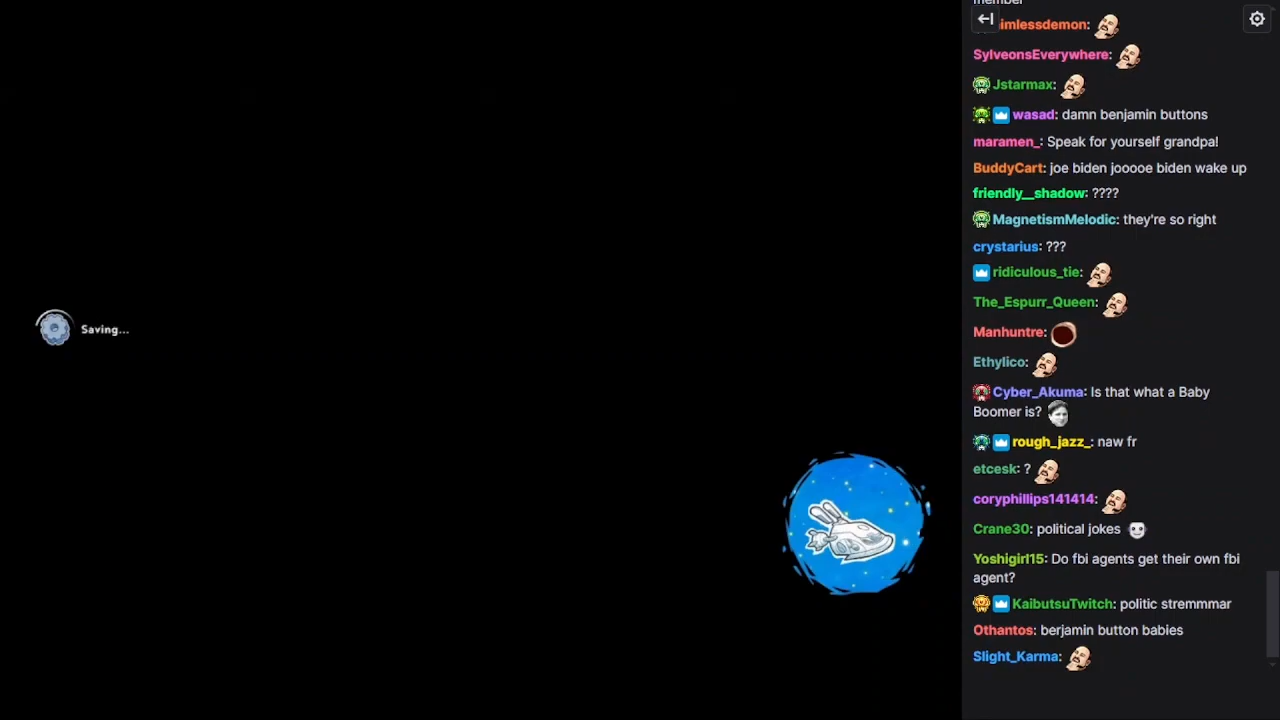 member
imlessdemon:
SylveonsEverywhere:
Jstarmax:
wasad: damn benjamin buttons
maramen_: Speak for yourself grandpa!
BuddyCart: joe biden jooooe biden wake up
friendly__shadow: ????
MagnetismMelodic: they're so right
crystarius: ???
ridiculous_tie:
The_Espurr_Queen:
Manhuntre:
Ethylico:
Saving...
Cyber_Akuma: Is that what a Baby
Boomer is?
rough_jazz_: naw fr
etcesk: ?
coryphillips141414:
Crane30: political jokes
Yoshigirl15: Do fbi agents get their own fbi
agent?
KaibutsuTwitch: politic stremmmar
Othantos: berjamin button babies
Slight_Karma: